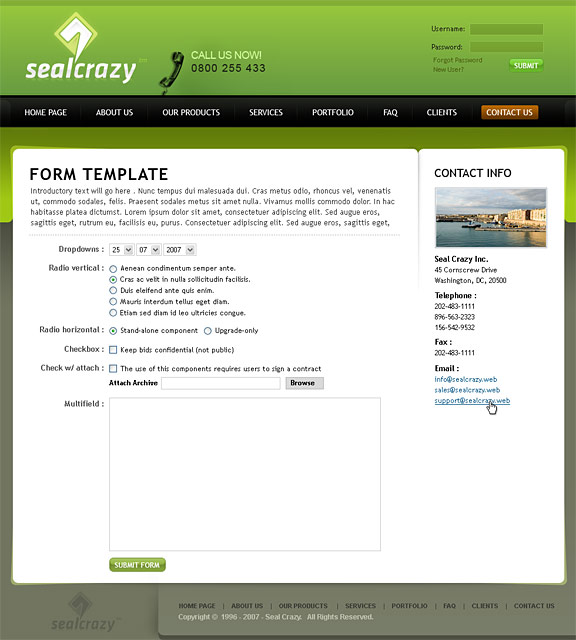 sealcrazy™
CALL US NOW!
0800 255 433
Username:
Password:
Forgot Password
New User?
SUBMIT
HOME PAGE
ABOUT US
OUR PRODUCTS
SERVICES
PORTFOLIO
FAQ
CLIENTS
CONTACT US
FORM TEMPLATE
Introductory text will go here . Nunc tempus dui malesuada dui. Cras metus odio, rhoncus vel, venenatis
ut, commodo sodales, felis. Praesent sodales metus sit amet nulla. Vivamus mollis commodo dolor. In hac
habitasse platea dictumst. Lorem ipsum dolor sit amet, consectetuer adipiscing elit. Sed augue eros,
sagittis eget, rutrum eu, facilisis eu, purus. Consectetuer adipiscing elit. Sed augue eros, sagittis eget,
Dropdowns : 25 07 2007
Radio vertical : Aenean condimentum semper ante.
Cras ac velit in nulla sollicitudin facilisis.
Duis eleifend ante quis enim.
Mauris interdum tellus eget diam.
Etiam sed diam id leo ultricies congue.
Radio horizontal : Stand-alone component Upgrade-only
Checkbox : Keep bids confidential (not public)
Check w/ attach : The use of this components requires users to sign a contract
Attach Archive Browse
Multifield :
SUBMIT FORM
CONTACT INFO
Seal Crazy Inc.
45 Cornscrew Drive
Washington, DC, 20500
Telephone :
202-483-1111
896-563-2323
156-542-9532
Fax :
202-483-1111
Email :
info@sealcrazy.web
sales@sealcrazy.web
support@sealcrazy.web
sealcrazy™
HOME PAGE | ABOUT US | OUR PRODUCTS | SERVICES | PORTFOLIO | FAQ | CLIENTS | CONTACT US
Copyright © 1996 - 2007 - Seal Crazy. All Rights Reserved.